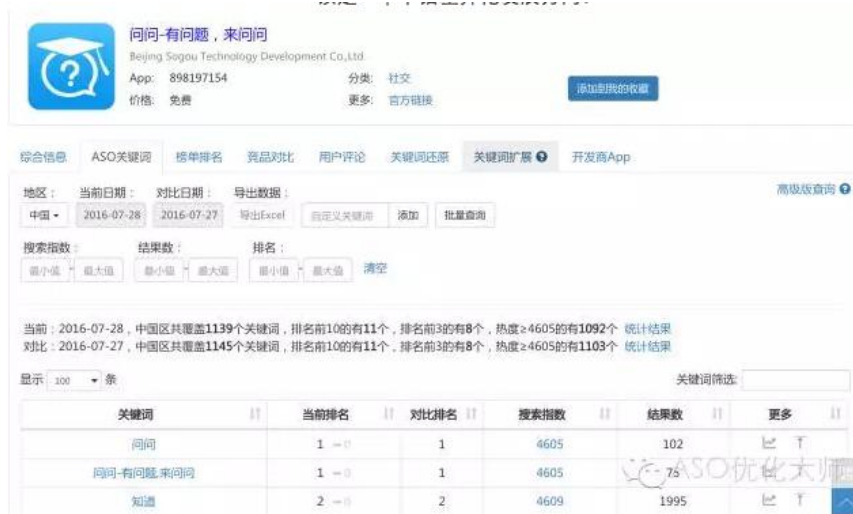 问问-有问题，来问问
Beijing Sogou Technology Development Co.,Ltd
App: 898197154 分类: 社交
价格: 免费 更多: 官方链接
添加到我的收藏
综合信息 ASO关键词 榜单排名 竞品对比 用户评论 关键词还原 关键词扩展 开发商App
地区： 当前日期： 对比日期： 导出数据： 高级版查询
中国 2016-07-28 2016-07-27 导出Excel 自定义关键词 添加 批量查询
搜索指数： 结果数： 排名：
最小值 - 最大值 最小值 - 最大值 最小值 - 最大值 清空
当前：2016-07-28，中国区共覆盖1139个关键词，排名前10的有11个，排名前3的有8个，热度≥4605的有1092个 统计结果
对比：2016-07-27，中国区共覆盖1145个关键词，排名前10的有11个，排名前3的有8个，热度≥4605的有1103个 统计结果
显示 100 条 关键词筛选:
关键词 当前排名 对比排名 搜索指数 结果数 更多
问问 1 =0 1 4605 102
问问-有问题,来问问 1 =0 1 4605 76
知道 2 =0 2 4609 1995
ASO优化大师